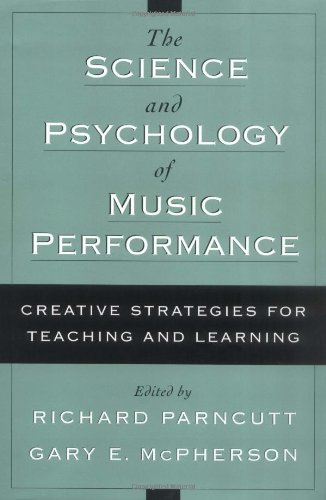 The
SCIENCE
and
PSYCHOLOGY
of
MUSIC
PERFORMANCE
CREATIVE STRATEGIES FOR
TEACHING AND LEARNING
Edited by
RICHARD PARNCUTT
GARY E. MCPHERSON